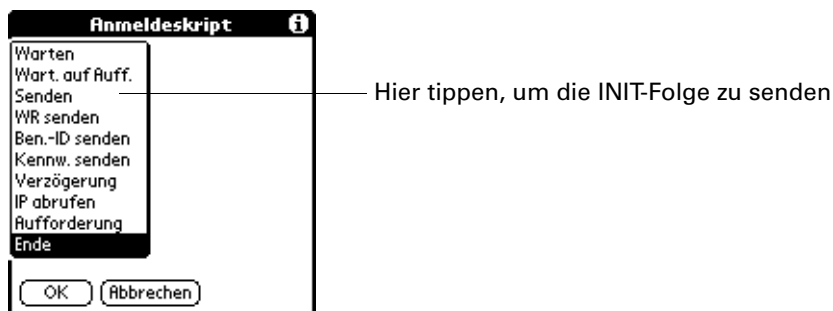 Anmeldeskript
Warten
Wart. auf Auff.
Senden
WR senden
Ben.-ID senden
Kennw. senden
Verzögerung
IP abrufen
Aufforderung
Ende
OK
Abbrechen
Hier tippen, um die INIT-Folge zu senden